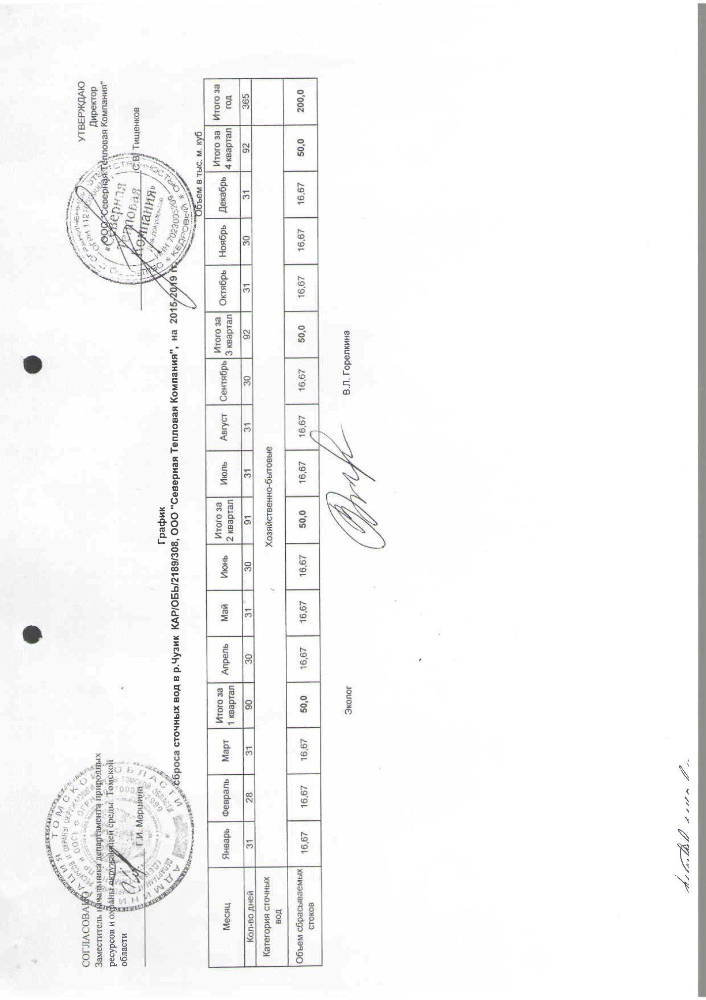 СОГЛАСОВАНО
Заместитель начальника департамента природных
ресурсов и охраны окружающей среды Томской
области
Г.И. Мершина
УТВЕРЖДАЮ
Директор
ООО "Северная Тепловая Компания"
С.В. Тищенков
«Северная
Тепловая
Компания»
ИНН 7023005209
* КЕДРОВЫЙ *
График
сброса сточных вод в р.Чузик КАР/ОБЬ/2189/308, ООО "Северная Тепловая Компания", на 2015-2019 г.
Объем в тыс. м. куб
Месяц Январь Февраль Март Итого за 1 квартал Апрель Май Июнь Итого за 2 квартал Июль Август Сентябрь Итого за 3 квартал Октябрь Ноябрь Декабрь Итого за 4 квартал Итого за год
Кол-во дней 31 28 31 90 30 31 30 91 31 31 30 92 31 30 31 92 365
Категория сточных вод Хозяйственно-бытовые
Объем сбрасываемых стоков 16,67 16,67 16,67 50,0 16,67 16,67 16,67 50,0 16,67 16,67 16,67 50,0 16,67 16,67 16,67 50,0 200,0
Эколог В.Л. Горелкина